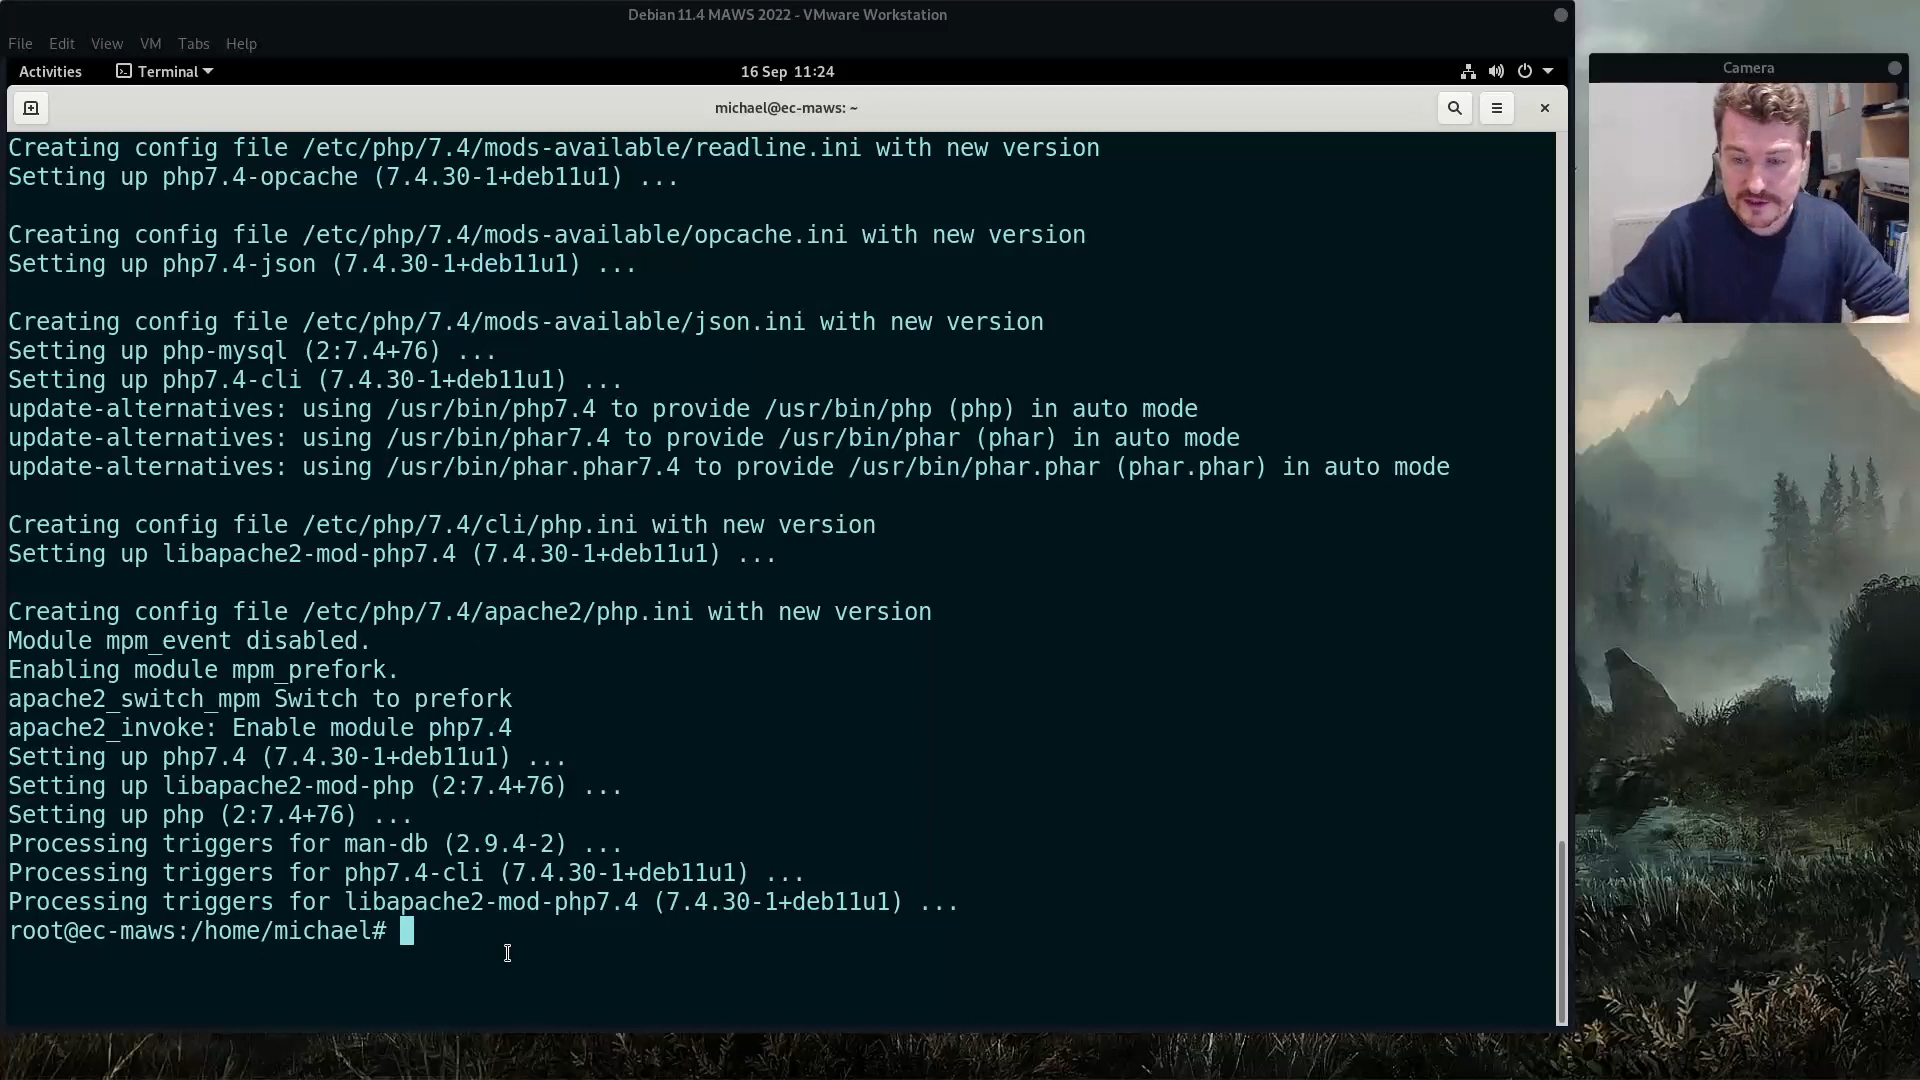 Debian 11.4 MAWS 2022 - VMware Workstation
File Edit View VM Tabs Help
Activities Terminal 16 Sep 11:24
Camera
michael@ec-maws: ~
Creating config file /etc/php/7.4/mods-available/readline.ini with new version
Setting up php7.4-opcache (7.4.30-1+deb11u1) ...
Creating config file /etc/php/7.4/mods-available/opcache.ini with new version
Setting up php7.4-json (7.4.30-1+deb11u1) ...
Creating config file /etc/php/7.4/mods-available/json.ini with new version
Setting up php-mysql (2:7.4+76) ...
Setting up php7.4-cli (7.4.30-1+deb11u1) ...
update-alternatives: using /usr/bin/php7.4 to provide /usr/bin/php (php) in auto mode
update-alternatives: using /usr/bin/phar7.4 to provide /usr/bin/phar (phar) in auto mode
update-alternatives: using /usr/bin/phar.phar7.4 to provide /usr/bin/phar.phar (phar.phar) in auto mode
Creating config file /etc/php/7.4/cli/php.ini with new version
Setting up libapache2-mod-php7.4 (7.4.30-1+deb11u1) ...
Creating config file /etc/php/7.4/apache2/php.ini with new version
Module mpm_event disabled.
Enabling module mpm_prefork.
apache2_switch_mpm Switch to prefork
apache2_invoke: Enable module php7.4
Setting up php7.4 (7.4.30-1+deb11u1) ...
Setting up libapache2-mod-php (2:7.4+76) ...
Setting up php (2:7.4+76) ...
Processing triggers for man-db (2.9.4-2) ...
Processing triggers for php7.4-cli (7.4.30-1+deb11u1) ...
Processing triggers for libapache2-mod-php7.4 (7.4.30-1+deb11u1) ...
root@ec-maws:/home/michael#